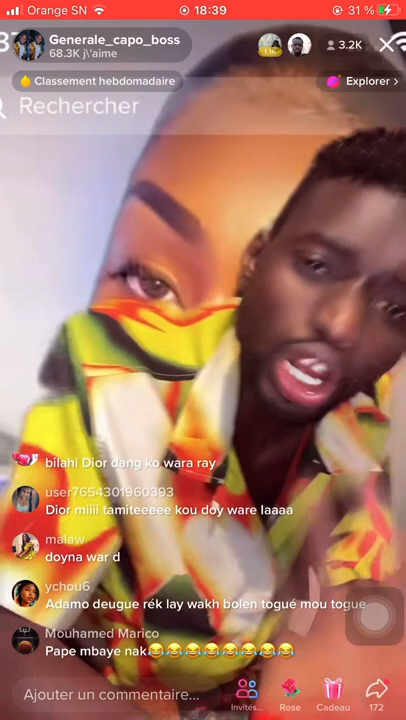 Orange SN 18:39 31 %
Generale_capo_boss
68.3K j\'aime
3.2K
Classement hebdomadaire
Explorer >
Rechercher
bilahi Dior dang ko wara ray
user7654301960393
Dior miiii tamiteeeee kou doy ware laaaa
malaw
doyna war d
ychou6
Adamo deugue rék lay wakh bolen togué mou togue
Mouhamed Marico
Pape mbaye nak😂😂😂😂😂😂😂😂
Ajouter un commentaire...
Invités...
Rose
Cadeau
172